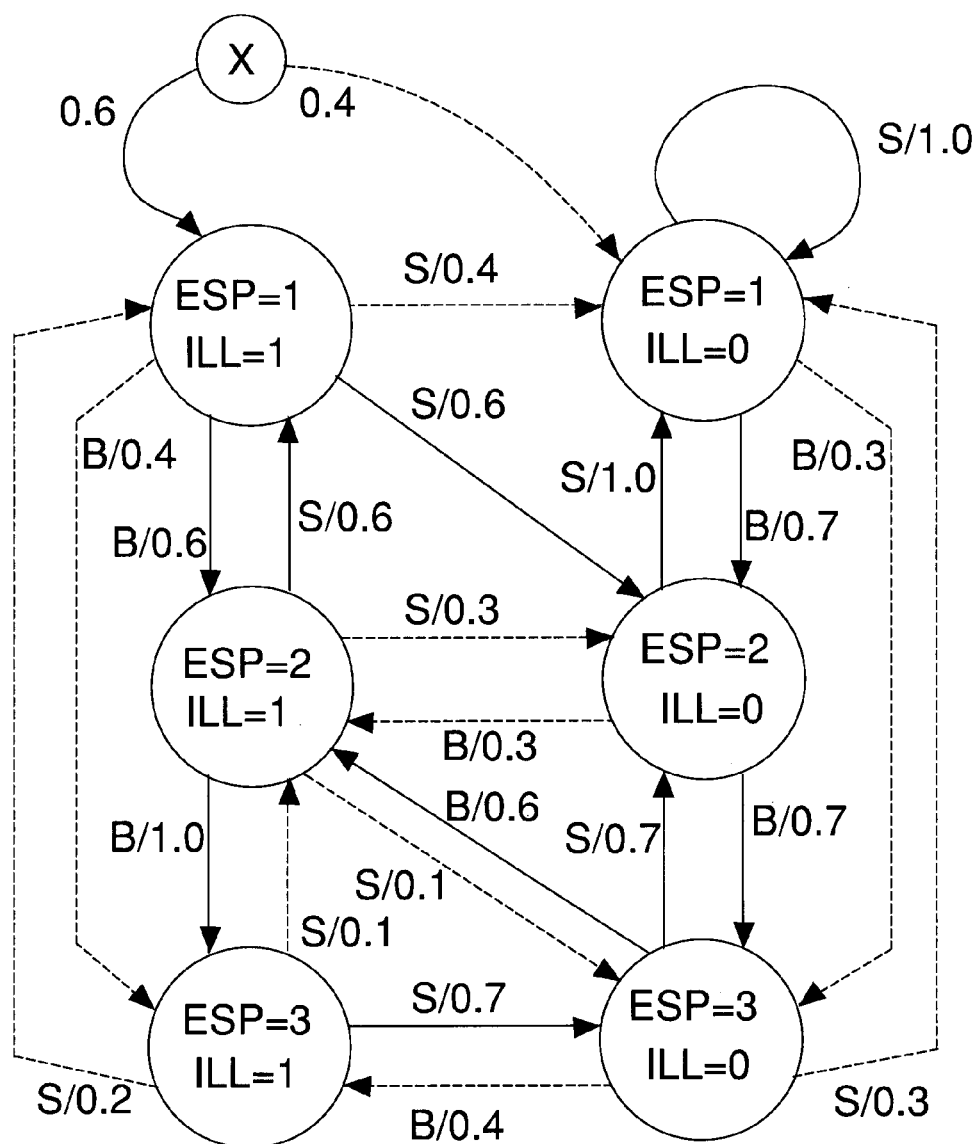 X
0.6
0.4
S/1.0
ESP=1
ILL=1
S/0.4
ESP=1
ILL=0
S/0.6
B/0.4
B/0.3
S/0.6
S/1.0
B/0.6
B/0.7
S/0.3
ESP=2
ILL=1
ESP=2
ILL=0
B/0.3
B/0.6
B/1.0
S/0.7
B/0.7
S/0.1
S/0.1
ESP=3
ILL=1
S/0.7
ESP=3
ILL=0
S/0.2
B/0.4
S/0.3